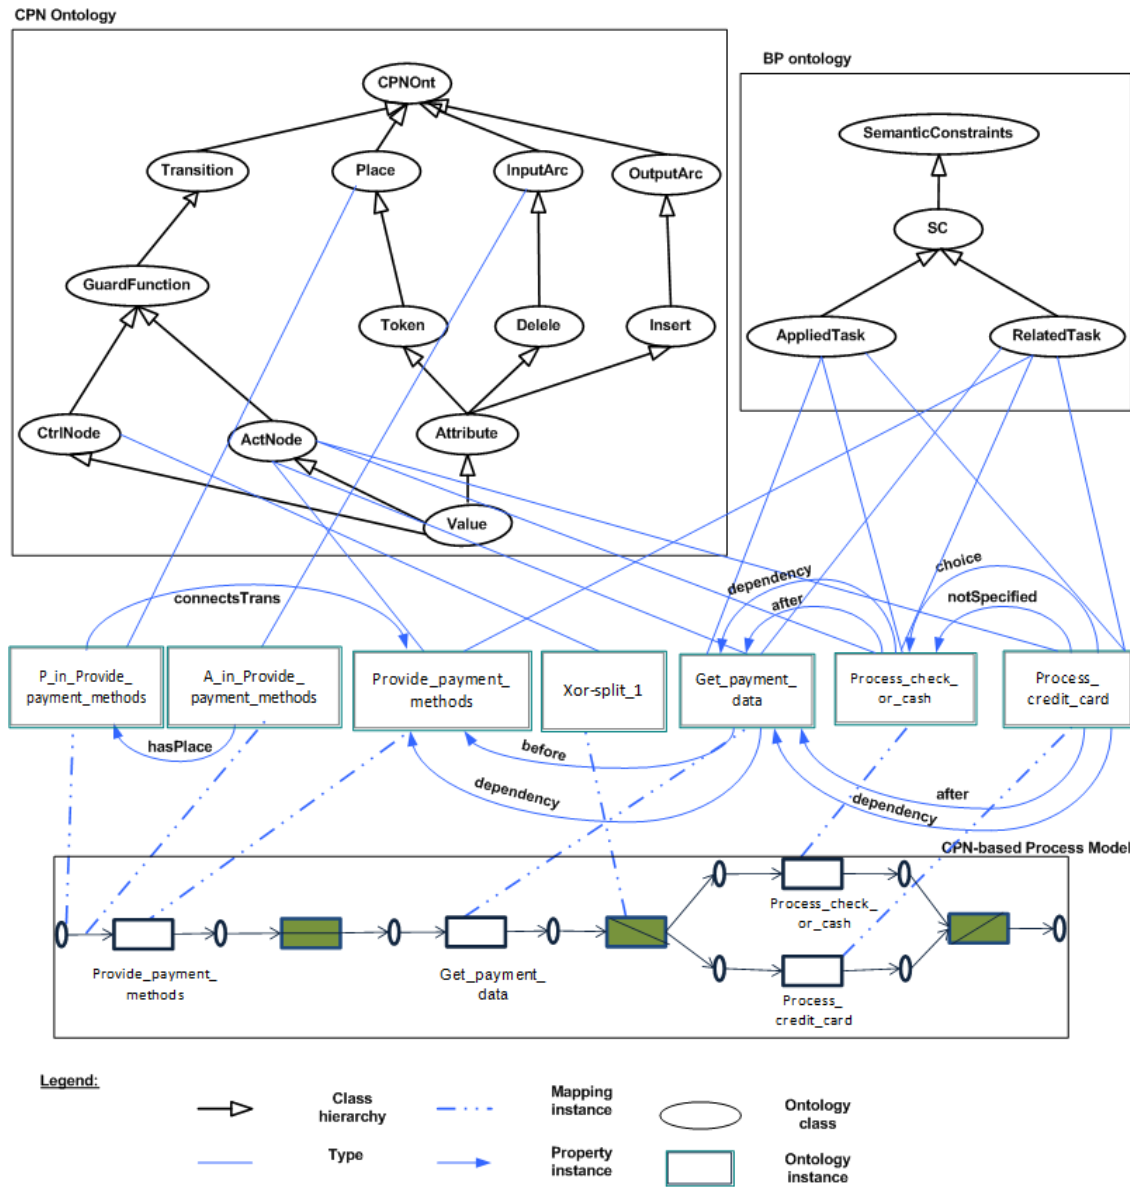 CPN Ontology
BP ontology
CPNOnt
SemanticConstraints
Transition
Place
InputArc
OutputArc
SC
GuardFunction
Token
Delele
Insert
AppliedTask
RelatedTask
CtrlNode
ActNode
Attribute
Value
connectsTrans
dependency
after
choice
notSpecified
P_in_Provide_
payment_methods
A_in_Provide_
payment_methods
Provide_payment_
methods
Xor-split_1
Get_payment_
data
Process_check_
or_cash
Process_
credit_card
hasPlace
before
dependency
after
dependency
CPN-based Process Model
Provide_payment_
methods
Get_payment_
data
Process_check_
or_cash
Process_
credit_card
Legend:
Class
hierarchy
Mapping
instance
Ontology
class
Type
Property
instance
Ontology
instance